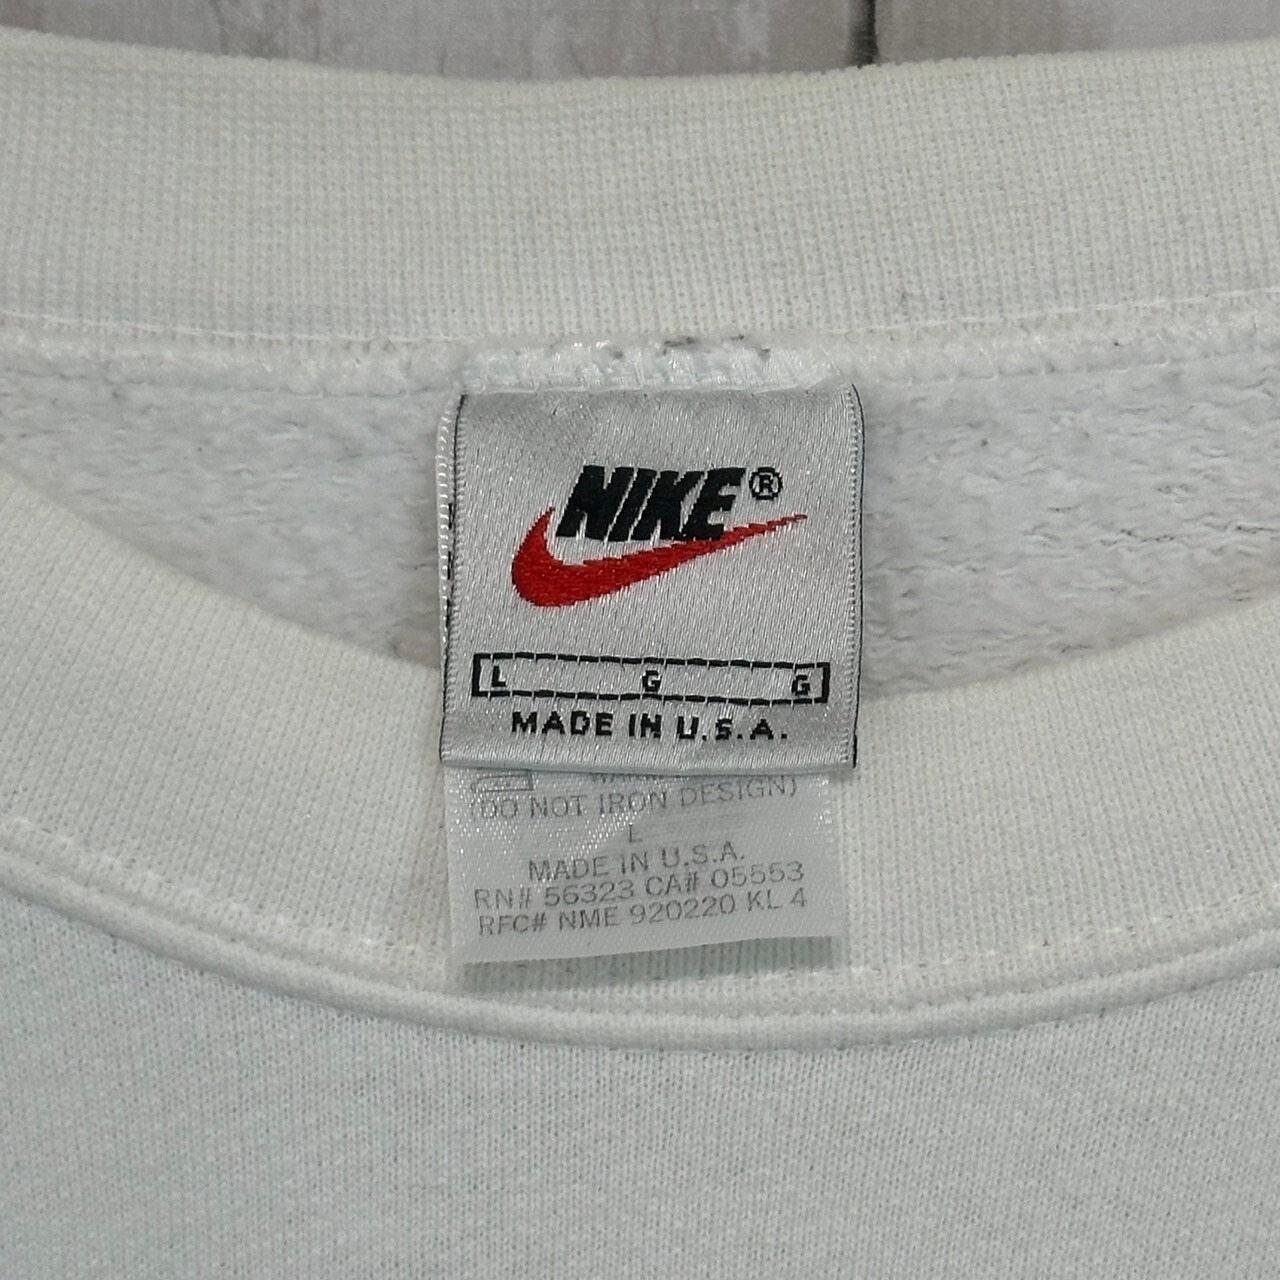 NIKE®
L G G
MADE IN U.S.A.
(DO NOT IRON DESIGN)
L
MADE IN U.S.A.
RN# 56323 CA# 05553
RFC# NME 920220 KL 4